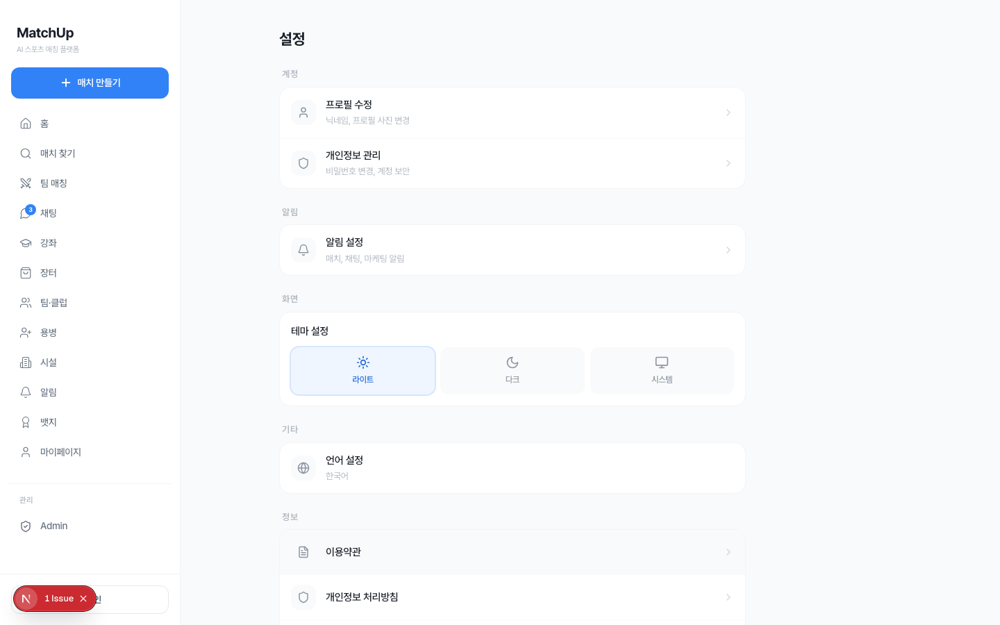 MatchUp
AI 스포츠 매칭 플랫폼
매치 만들기
홈
매치 찾기
팀 매칭
3
채팅
강좌
장터
팀·클럽
용병
시설
알림
뱃지
마이페이지
관리
Admin
N
1 Issue
인
설정
계정
프로필 수정
닉네임, 프로필 사진 변경
개인정보 관리
비밀번호 변경, 계정 보안
알림
알림 설정
매치, 채팅, 마케팅 알림
화면
테마 설정
라이트
다크
시스템
기타
언어 설정
한국어
정보
이용약관
개인정보 처리방침